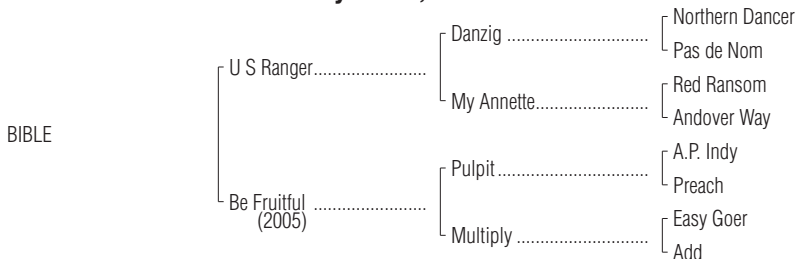 Northern Dancer
Danzig ..............................
Pas de Nom
U S Ranger........................
Red Ransom
My Annette........................
Andover Way
BIBLE
A.P. Indy
Pulpit ................................
Preach
Be Fruitful ........................
(2005)
Easy Goer
Multiply ............................
Add